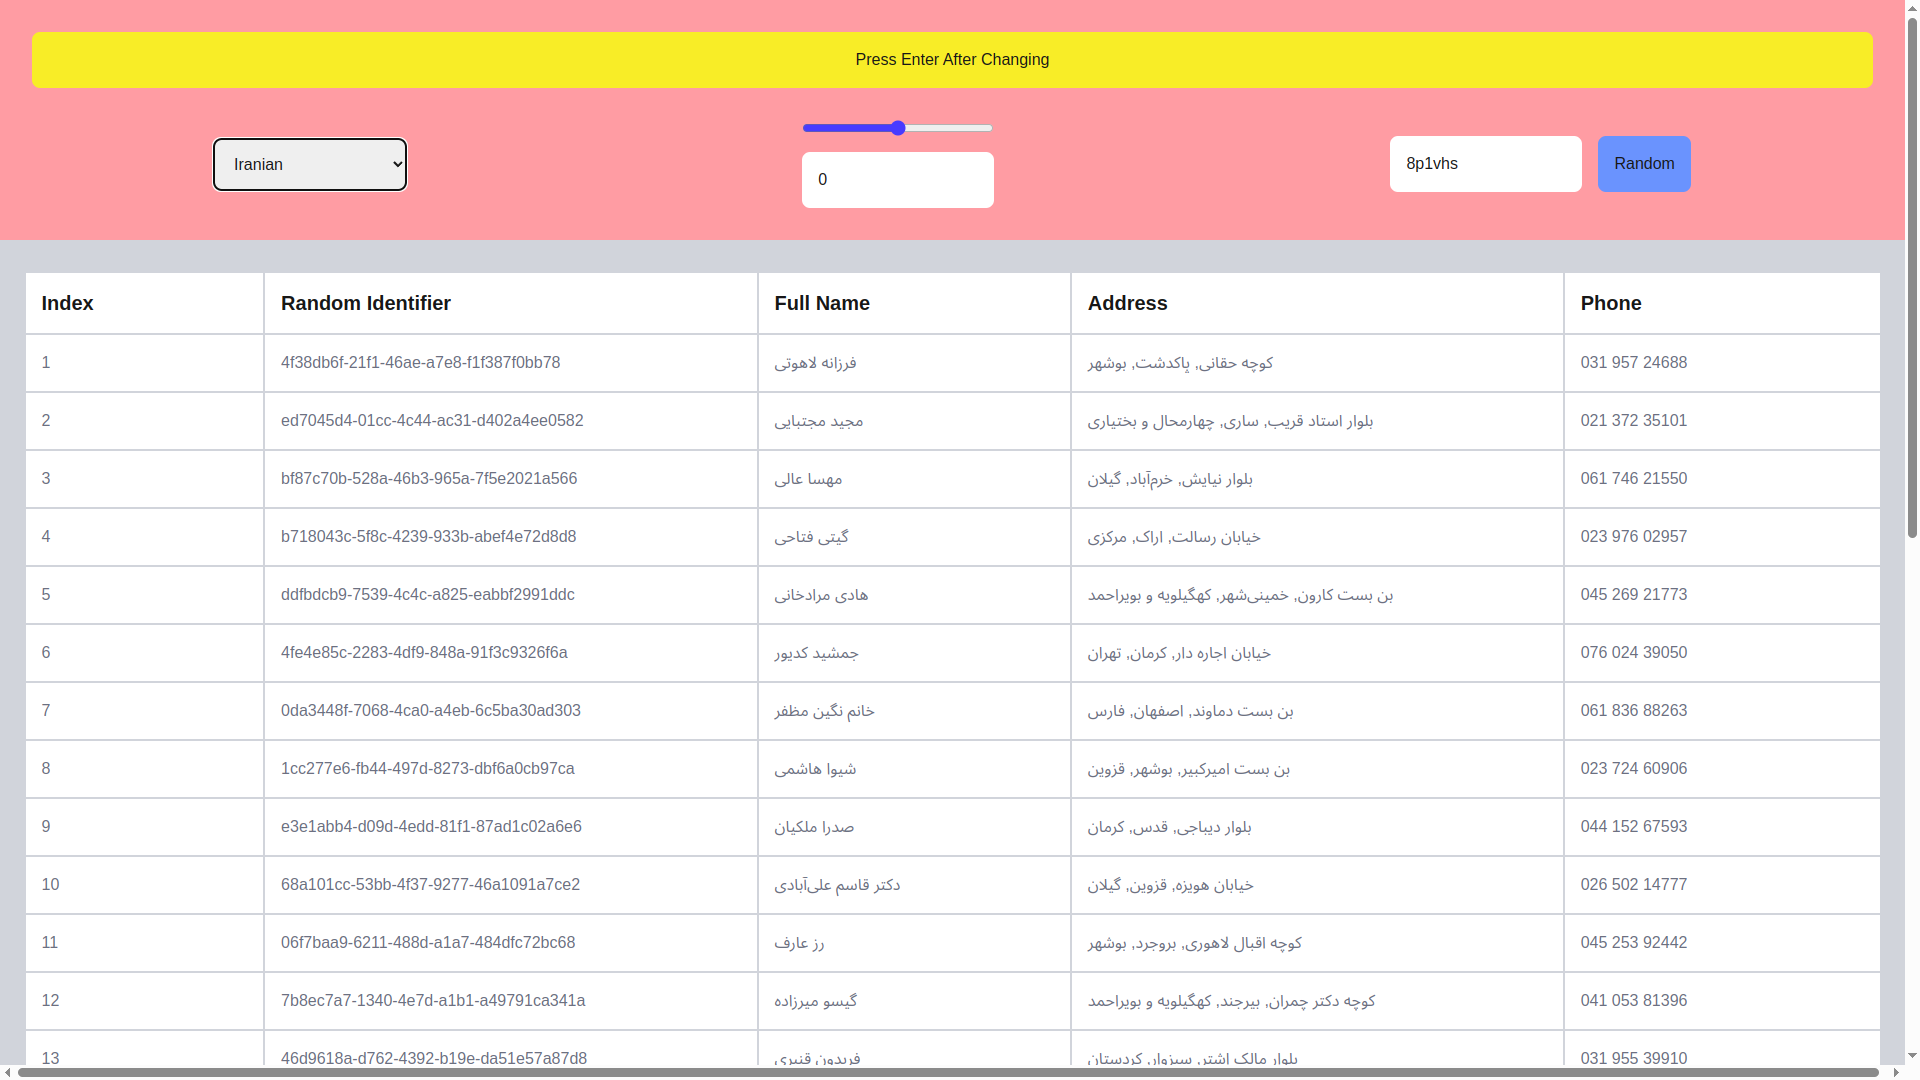 Press Enter After Changing
Iranian
0
8p1vhs
Random
Index Random Identifier Full Name Address Phone
1 4f38db6f-21f1-46ae-a7e8-f1f387f0bb78 فرزانه لاهوتی کوچه حقانی, پاکدشت, بوشهر 031 957 24688
2 ed7045d4-01cc-4c44-ac31-d402a4ee0582 مجید مجتبایی بلوار استاد قریب, ساری, چهارمحال و بختیاری 021 372 35101
3 bf87c70b-528a-46b3-965a-7f5e2021a566 مهسا عالی بلوار نیایش, خرم‌آباد, گیلان 061 746 21550
4 b718043c-5f8c-4239-933b-abef4e72d8d8 گیتی فتاحی خیابان رسالت, اراک, مرکزی 023 976 02957
5 ddfbdcb9-7539-4c4c-a825-eabbf2991ddc هادی مرادخانی بن بست کارون, خمینی‌شهر, کهگیلویه و بویراحمد 045 269 21773
6 4fe4e85c-2283-4df9-848a-91f3c9326f6a جمشید کدیور خیابان اجاره دار, کرمان, تهران 076 024 39050
7 0da3448f-7068-4ca0-a4eb-6c5ba30ad303 خانم نگین مظفر بن بست دماوند, اصفهان, فارس 061 836 88263
8 1cc277e6-fb44-497d-8273-dbf6a0cb97ca شیوا هاشمی بن بست امیرکبیر, بوشهر, قزوین 023 724 60906
9 e3e1abb4-d09d-4edd-81f1-87ad1c02a6e6 صدرا ملکیان بلوار دیباجی, قدس, کرمان 044 152 67593
10 68a101cc-53bb-4f37-9277-46a1091a7ce2 دکتر قاسم علی‌آبادی خیابان هویزه, قزوین, گیلان 026 502 14777
11 06f7baa9-6211-488d-a1a7-484dfc72bc68 رز عارف کوچه اقبال لاهوری, بروجرد, بوشهر 045 253 92442
12 7b8ec7a7-1340-4e7d-a1b1-a49791ca341a گیسو میرزاده کوچه دکتر چمران, بیرجند, کهگیلویه و بویراحمد 041 053 81396
13 46d9618a-d762-4392-b19e-da51e57a87d8 فریدون قنبری بلوار مالک اشتر, سبزوار, کردستان 031 955 39910